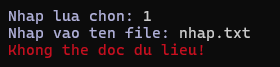 Nhap lua chon: 1
Nhap vao ten file: nhap.txt
Khong the doc du lieu!